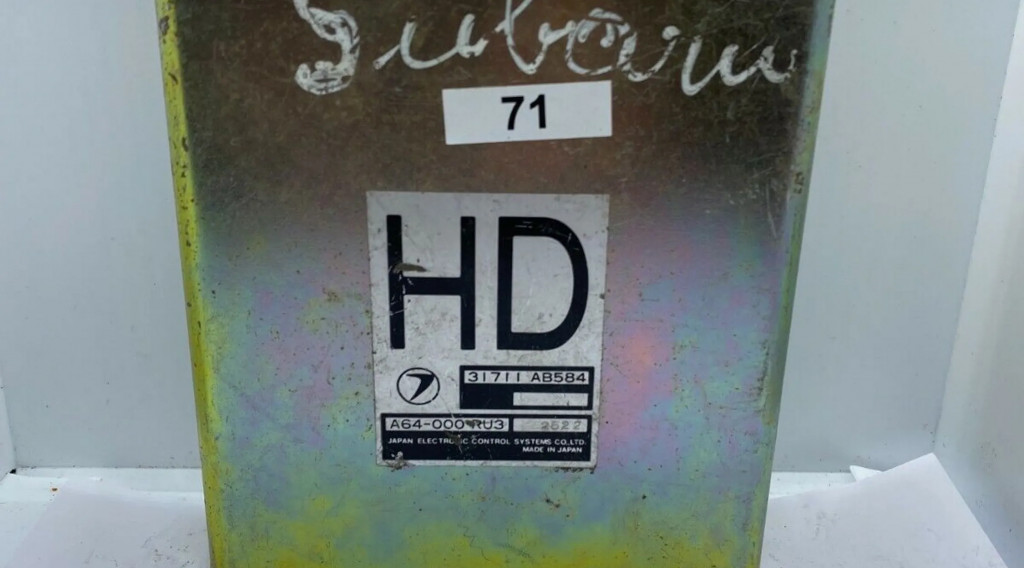 Subaru
71
HD
31711 AB584
A64-000 RU3 2522
JAPAN ELECTRONIC CONTROL SYSTEMS CO.,LTD.
MADE IN JAPAN